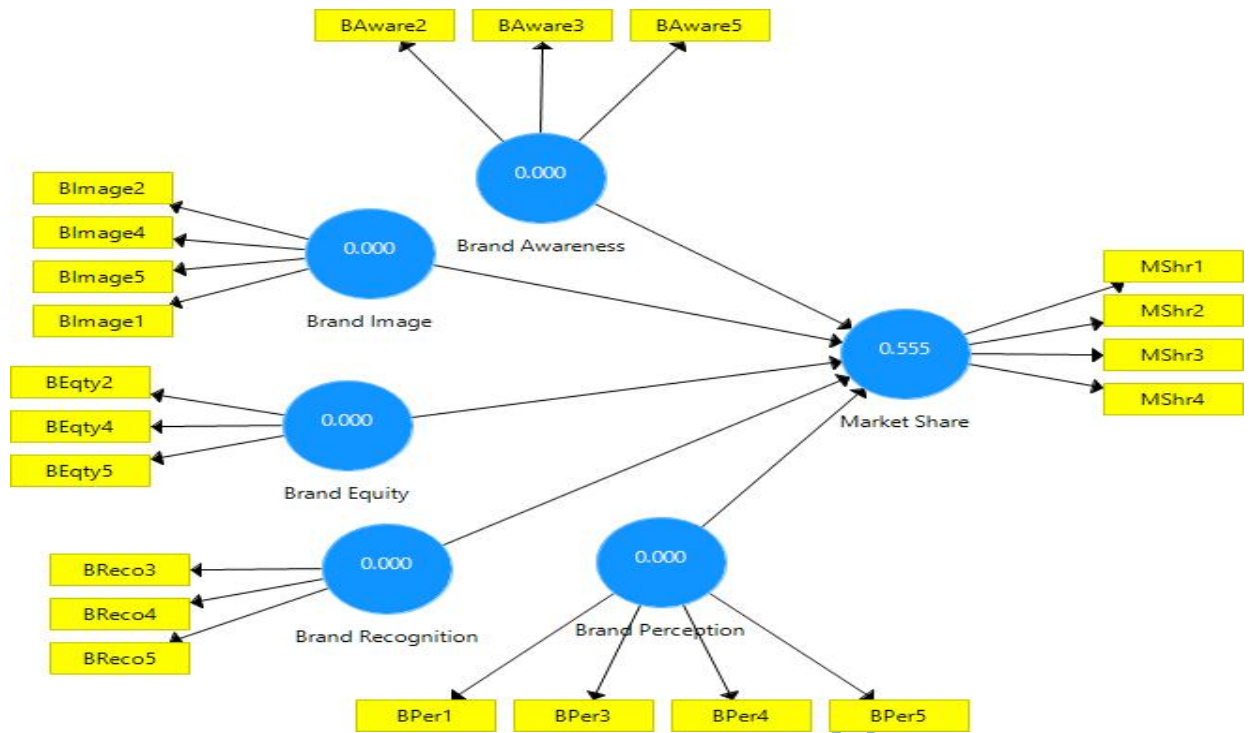 BAware2 BAware3 BAware5
0.000
Brand Awareness
BImage2
BImage4
BImage5
BImage1
0.000
Brand Image
MShr1
MShr2
MShr3
MShr4
0.555
Market Share
BEqty2
BEqty4
BEqty5
0.000
Brand Equity
BReco3
BReco4
BReco5
0.000
Brand Recognition
0.000
Brand Perception
BPer1 BPer3 BPer4 BPer5